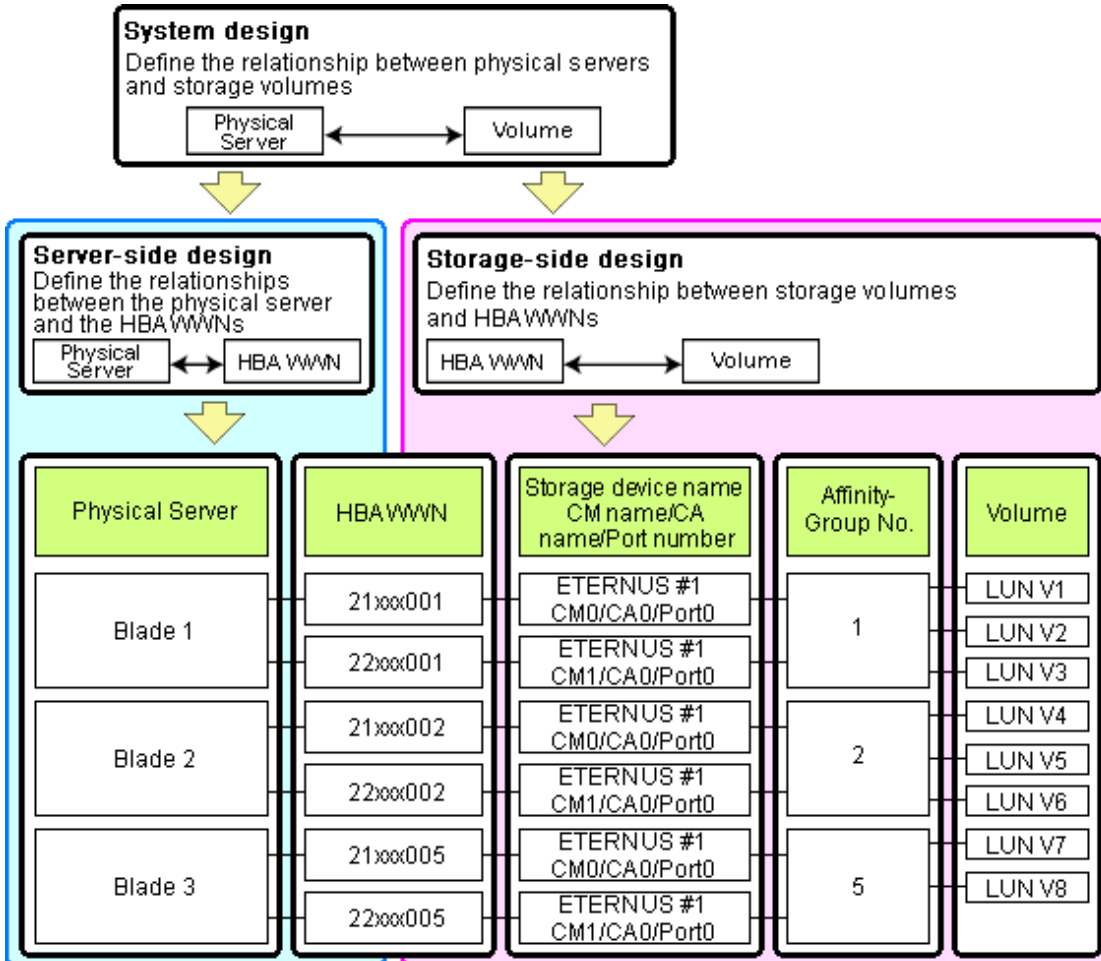 System design
Define the relationship between physical servers
and storage volumes
Physical
Server
Volume
Server-side design
Define the relationships
between the physical server
and the HBAWWNs
Physical
Server
HBA WWN
Storage-side design
Define the relationship between storage volumes
and HBAWWNs
HBA WWN
Volume
Physical Server
HBAWWN
Storage device name
CM name/CA
name/Port number
Affinity-
Group No.
Volume
Blade 1
21xxx001
ETERNUS #1
CM0/CA0/Port0
22xxx001
ETERNUS #1
CM1/CA0/Port0
1
LUN V1
LUN V2
LUN V3
Blade 2
21xxx002
ETERNUS #1
CM0/CA0/Port0
22xxx002
ETERNUS #1
CM1/CA0/Port0
2
LUN V4
LUN V5
LUN V6
Blade 3
21xxx005
ETERNUS #1
CM0/CA0/Port0
22xxx005
ETERNUS #1
CM1/CA0/Port0
5
LUN V7
LUN V8